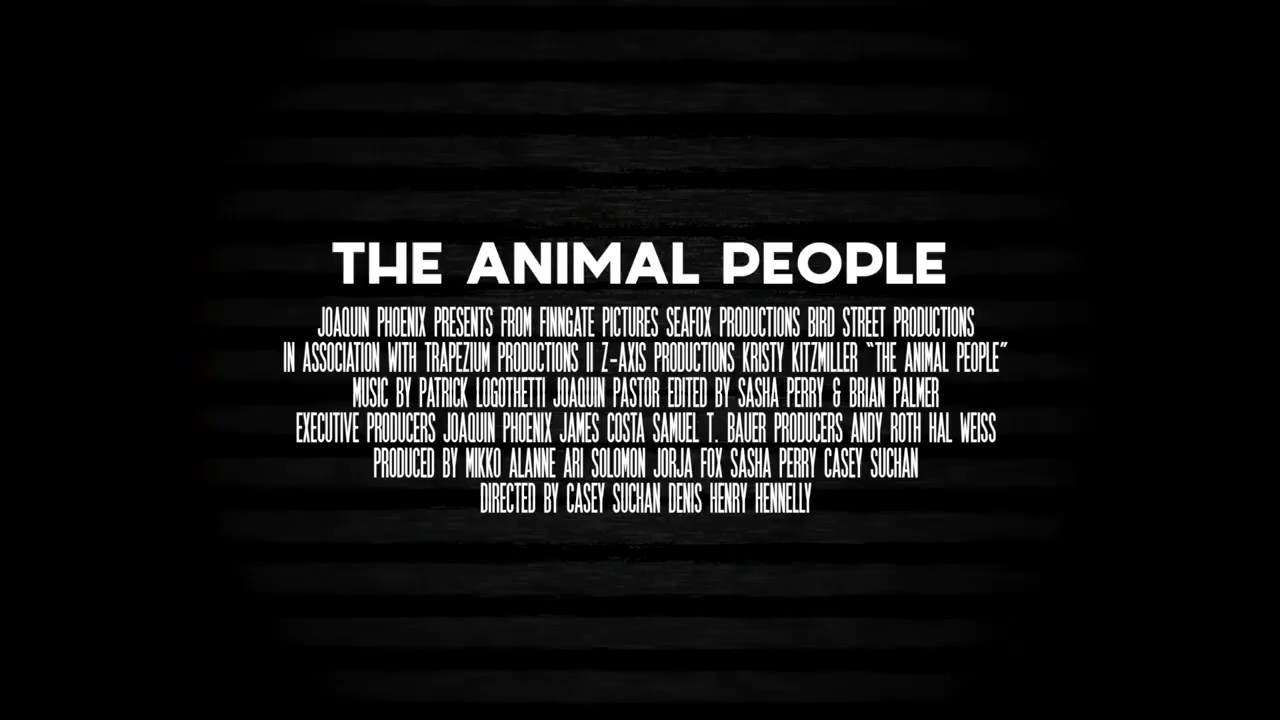 THE ANIMAL PEOPLE
JOAQUIN PHOENIX PRESENTS FROM FINNGATE PICTURES SEAFOX PRODUCTIONS BIRD STREET PRODUCTIONS
IN ASSOCIATION WITH TRAPEZIUM PRODUCTIONS II Z-AXIS PRODUCTIONS KRISTY KITZMILLER "THE ANIMAL PEOPLE"
MUSIC BY PATRICK LOGOTHETTI JOAQUIN PASTOR EDITED BY SASHA PERRY & BRIAN PALMER
EXECUTIVE PRODUCERS JOAQUIN PHOENIX JAMES COSTA SAMUEL T. BAUER PRODUCERS ANDY ROTH HAL WEISS
PRODUCED BY MIKKO ALANNE ARI SOLOMON JORJA FOX SASHA PERRY CASEY SUCHAN
DIRECTED BY CASEY SUCHAN DENIS HENRY HENNELLY